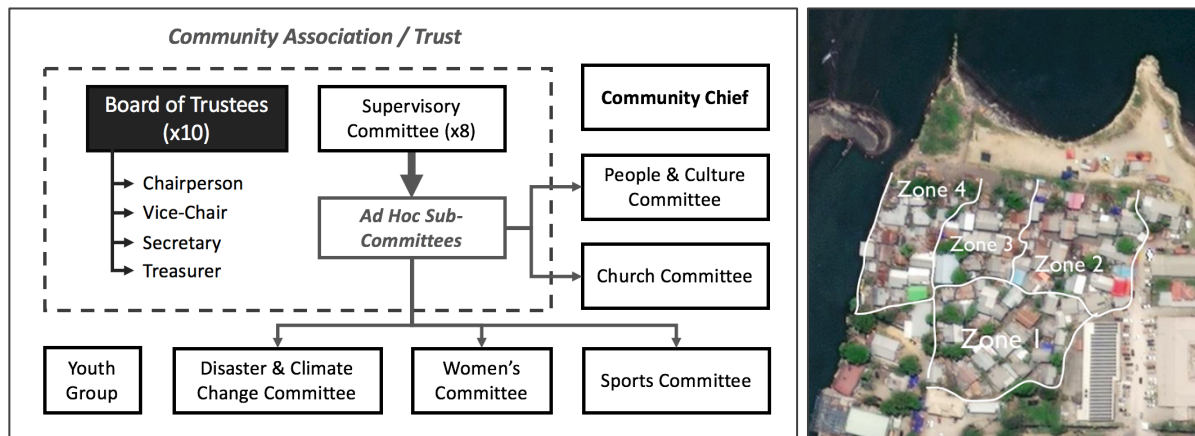 Community Association / Trust
Board of Trustees
(x10)
Chairperson
Vice-Chair
Secretary
Treasurer
Supervisory
Committee (x8)
Ad Hoc Sub-
Committees
Community Chief
People & Culture
Committee
Church Committee
Youth
Group
Disaster & Climate
Change Committee
Women’s
Committee
Sports Committee
Zone 4
Zone 3
Zone 2
Zone 1